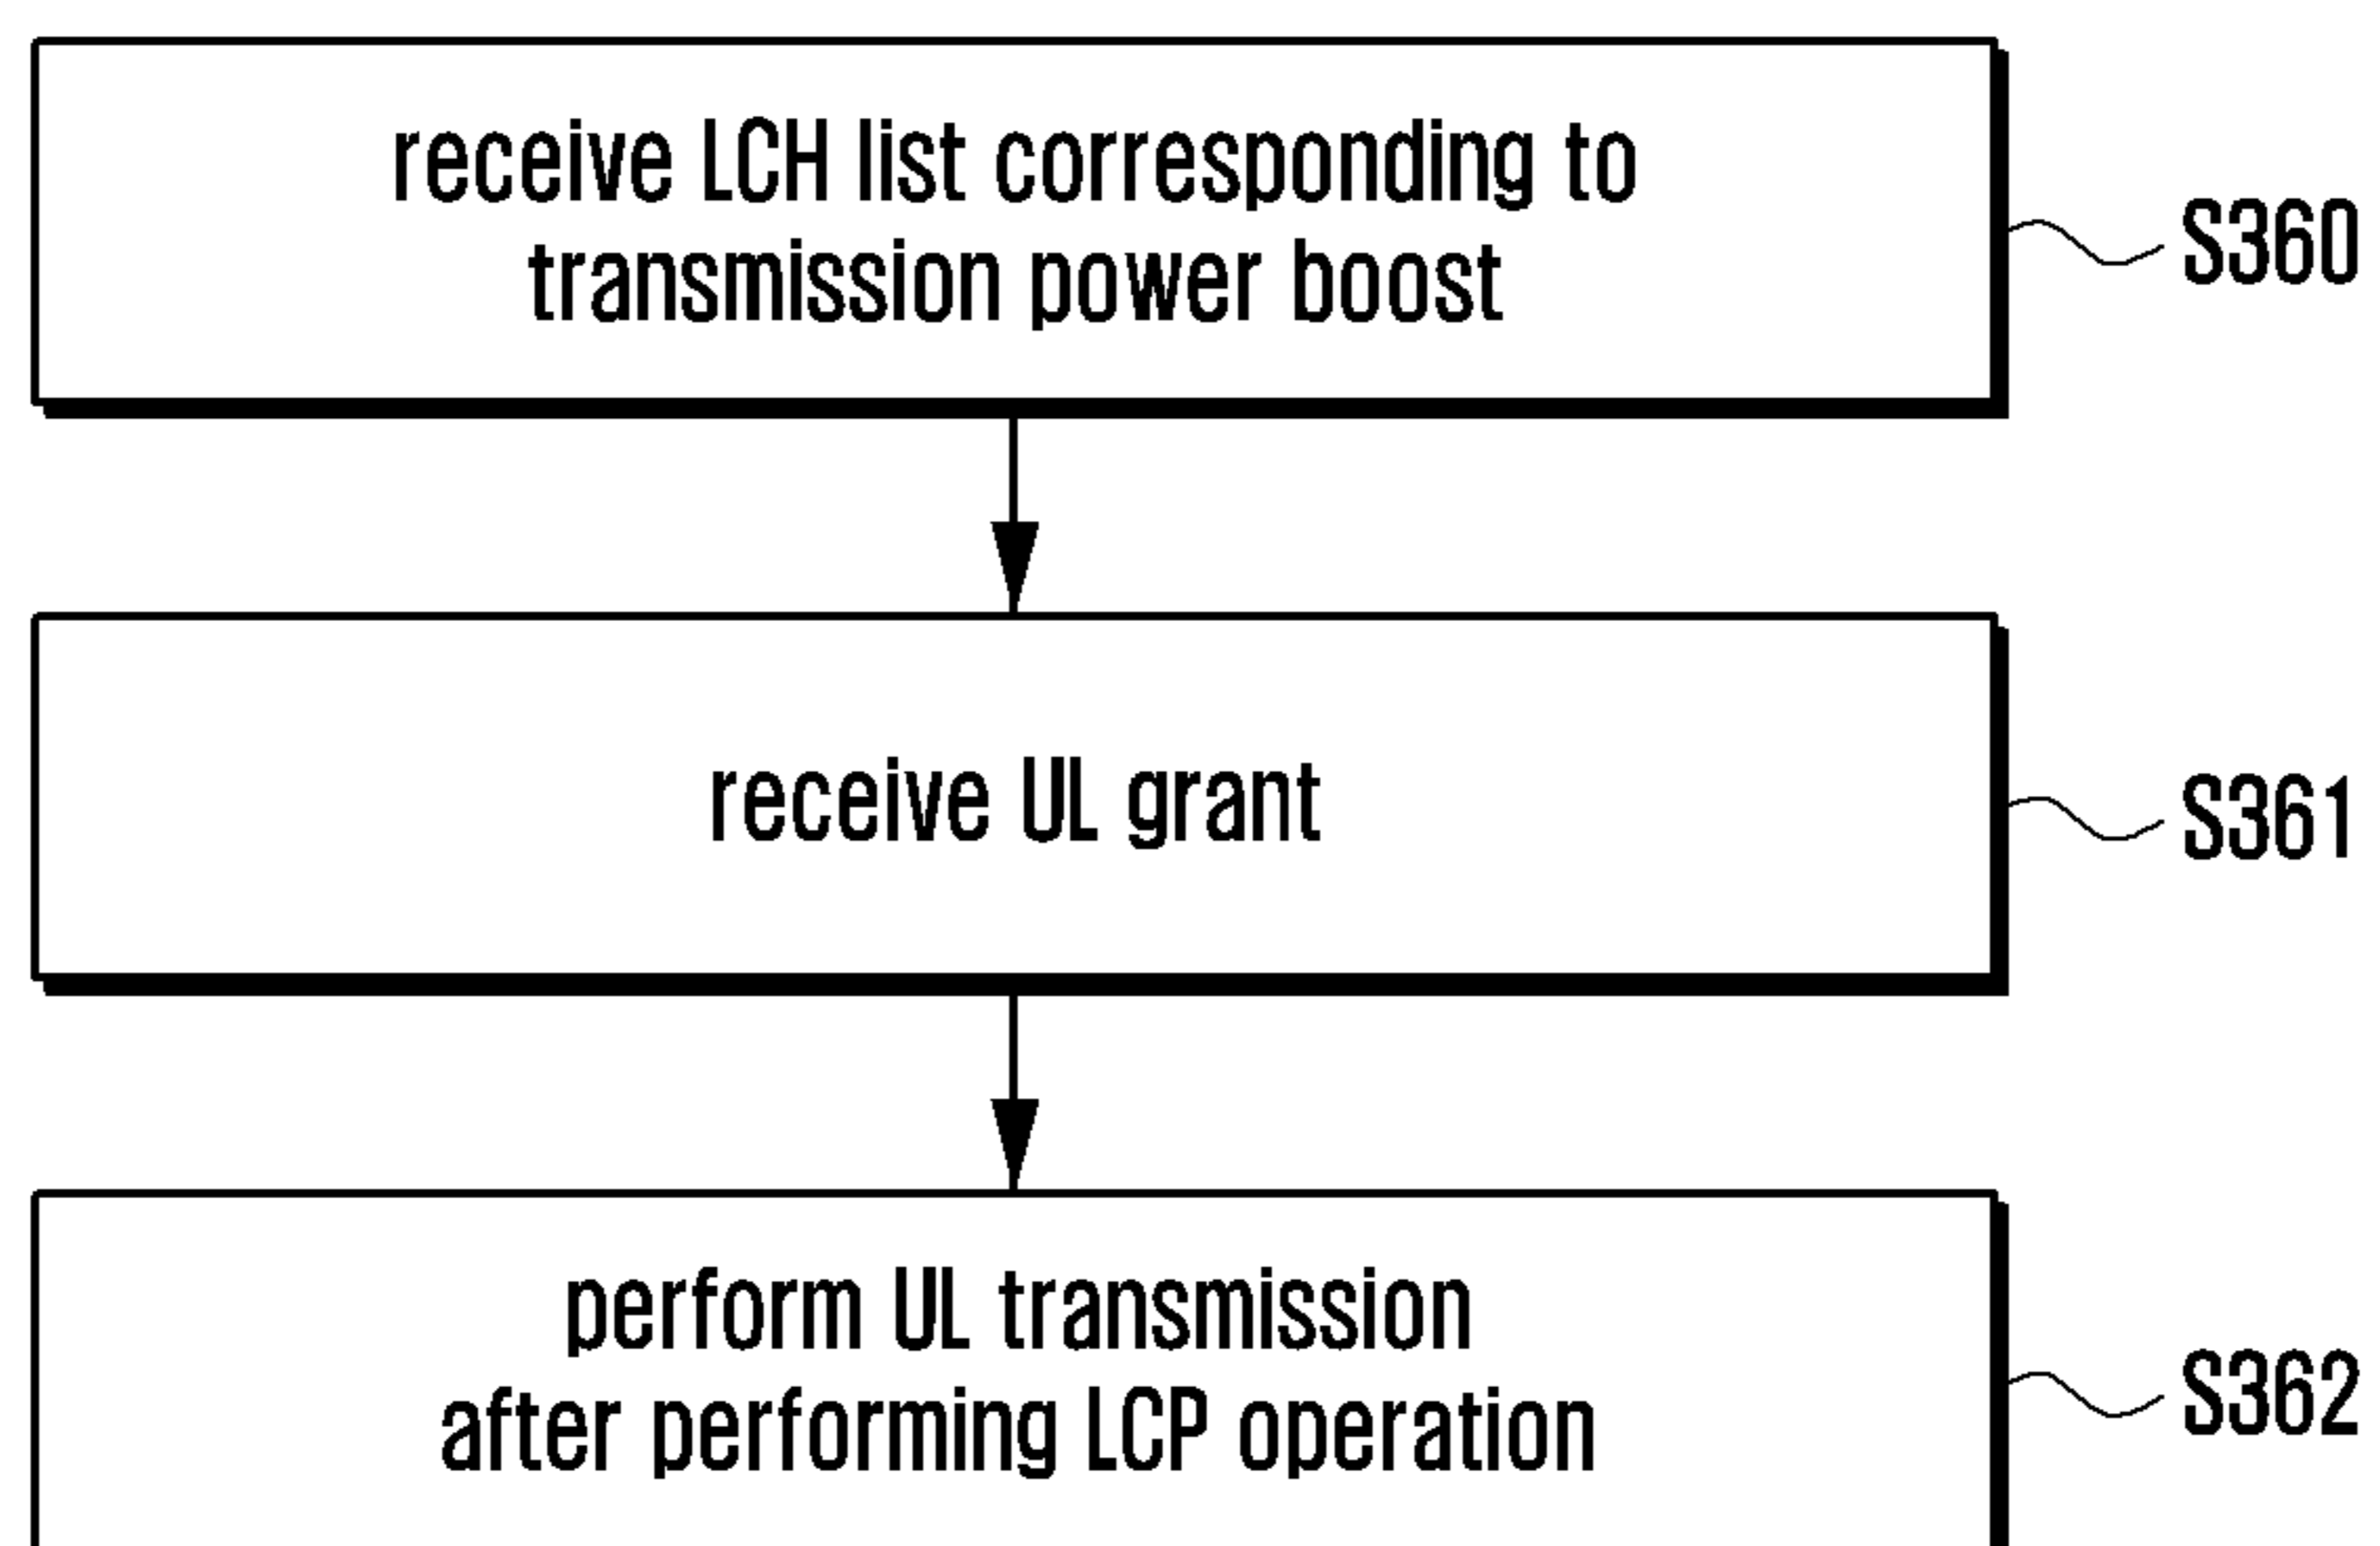 receive LCH list corresponding to
transmission power boost
S360
receive UL grant
S361
perform UL transmission
after performing LCP operation
S362